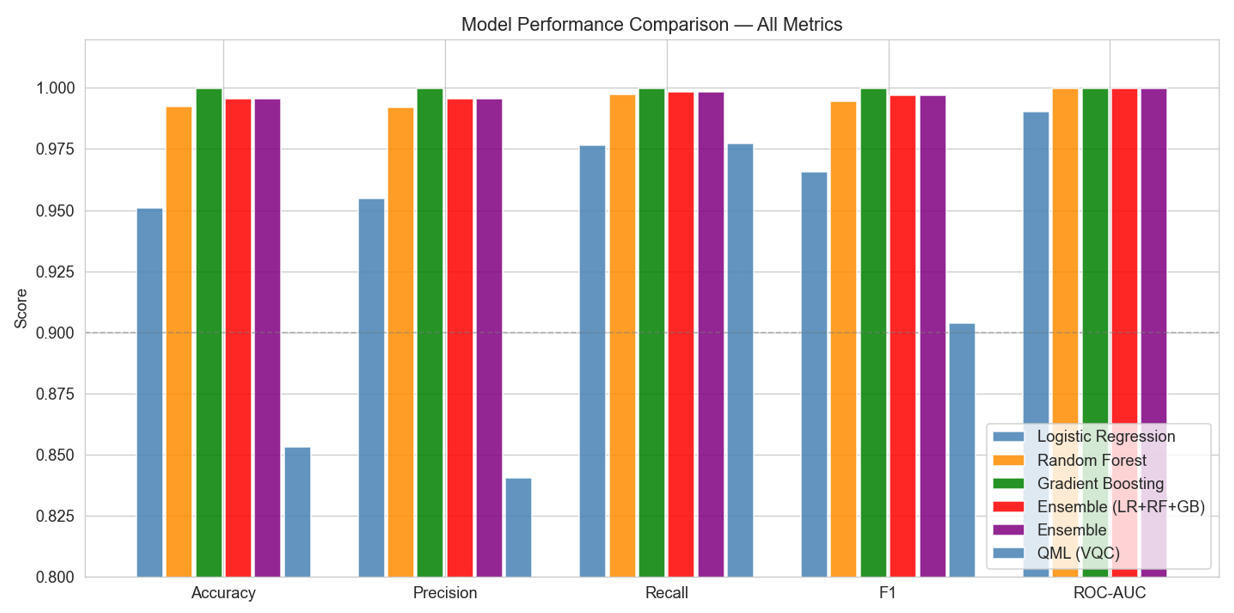 Model Performance Comparison — All Metrics
Score
1.000
0.975
0.950
0.925
0.900
0.875
0.850
0.825
0.800
Accuracy
Precision
Recall
F1
ROC-AUC
Logistic Regression
Random Forest
Gradient Boosting
Ensemble (LR+RF+GB)
Ensemble
QML (VQC)